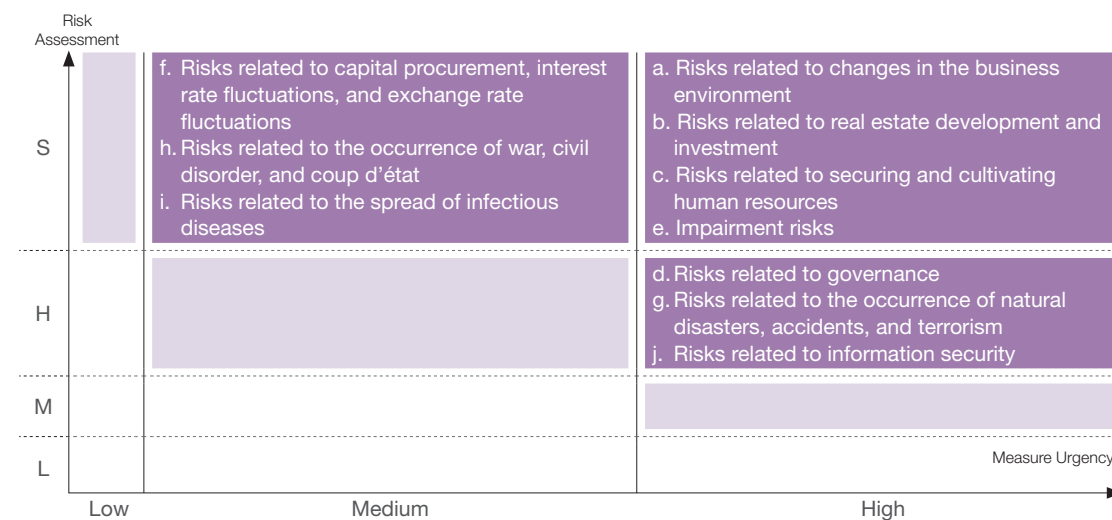 Risk
Assessment
S
f. Risks related to capital procurement, interest
rate fluctuations, and exchange rate
fluctuations
h. Risks related to the occurrence of war, civil
disorder, and coup d’état
i. Risks related to the spread of infectious
diseases
a. Risks related to changes in the business
environment
b. Risks related to real estate development and
investment
c. Risks related to securing and cultivating
human resources
e. Impairment risks
H
d. Risks related to governance
g. Risks related to the occurrence of natural
disasters, accidents, and terrorism
j. Risks related to information security
M
L
Measure Urgency
Low
Medium
High